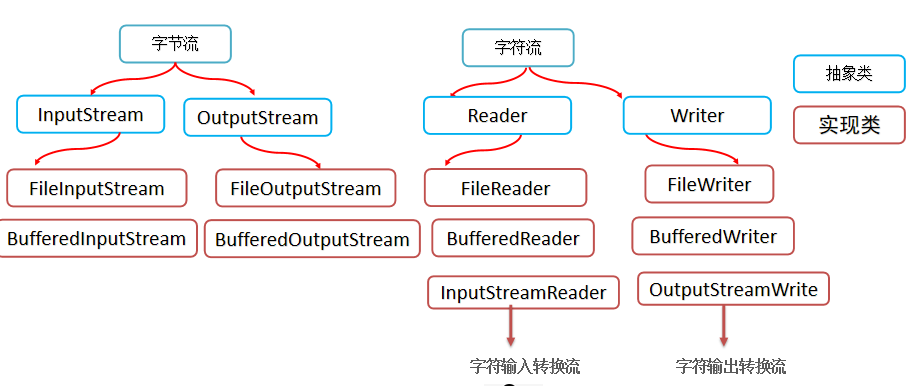 字节流
字符流
抽象类
InputStream
OutputStream
Reader
Writer
实现类
FileInputStream
FileOutputStream
FileReader
FileWriter
BufferedInputStream
BufferedOutputStream
BufferedReader
BufferedWriter
InputStreamReader
OutputStreamWrite
字符输入转换流
字符输出转换流